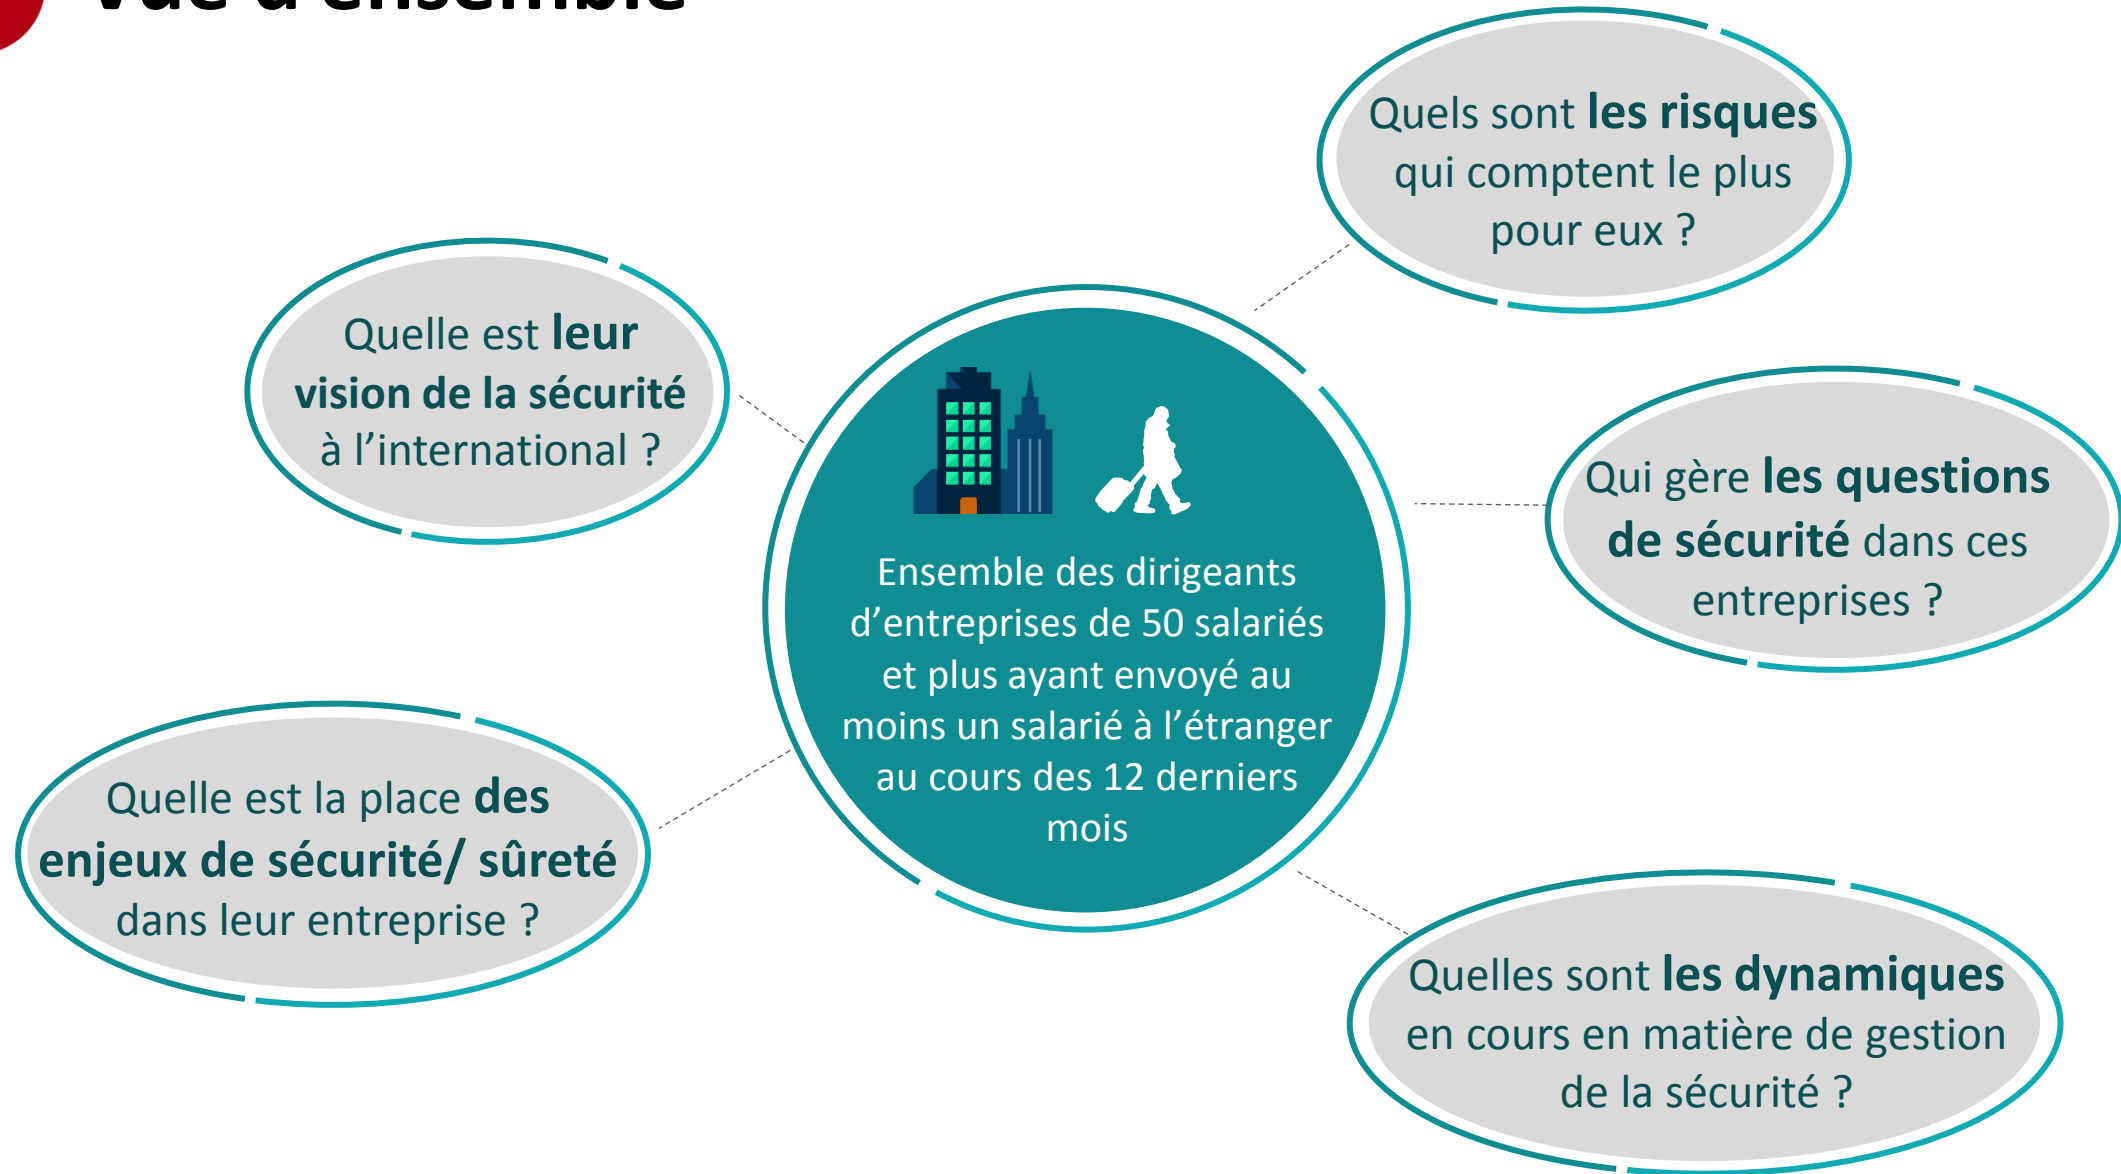 Vue d'ensemble
Quels sont les risques
qui comptent le plus
pour eux ?
Quelle est leur
vision de la sécurité
à l’international ?
Qui gère les questions
de sécurité dans ces
entreprises ?
Ensemble des dirigeants
d’entreprises de 50 salariés
et plus ayant envoyé au
moins un salarié à l’étranger
au cours des 12 derniers
mois
Quelle est la place des
enjeux de sécurité/ sûreté
dans leur entreprise ?
Quelles sont les dynamiques
en cours en matière de gestion
de la sécurité ?